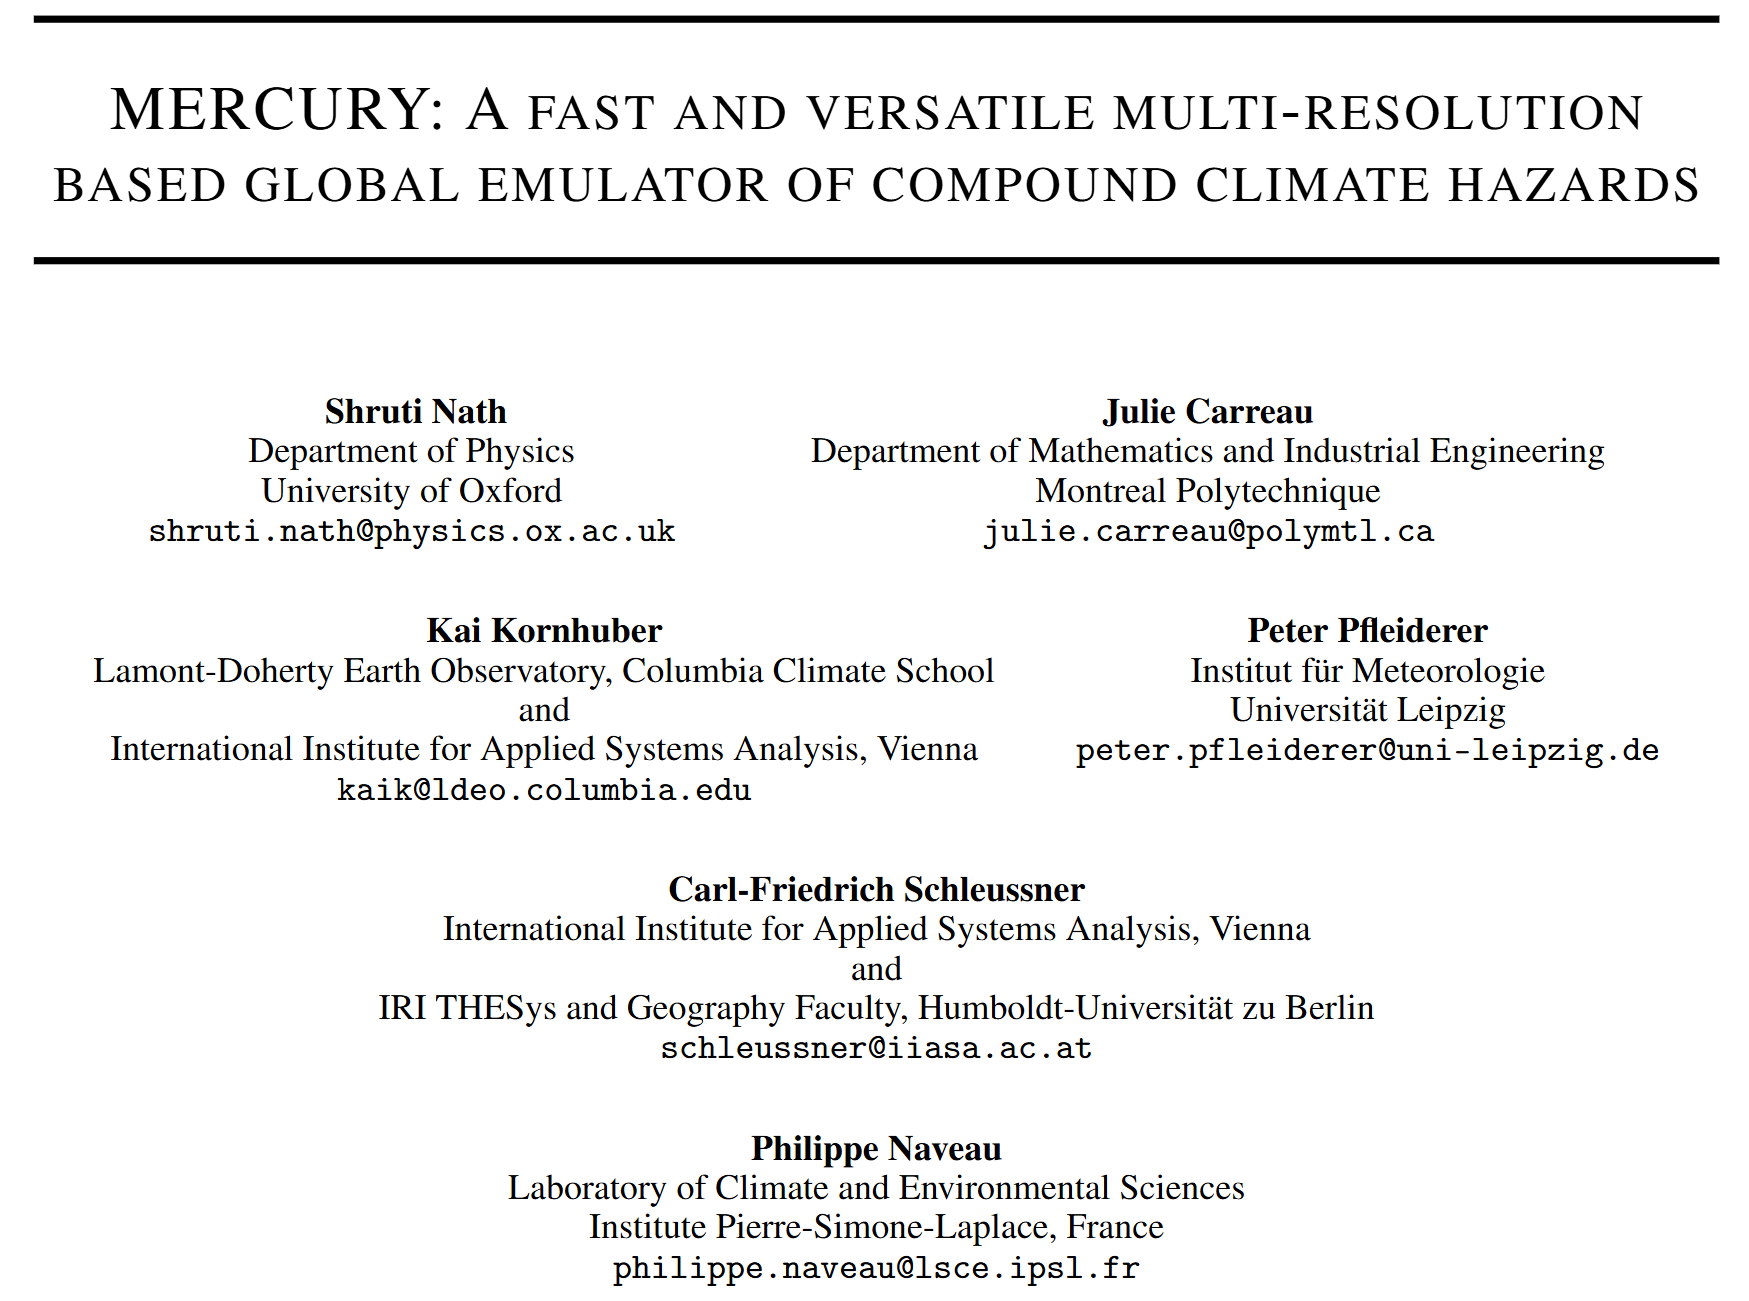 MERCURY: A FAST AND VERSATILE MULTI-RESOLUTION
BASED GLOBAL EMULATOR OF COMPOUND CLIMATE HAZARDS
Shruti Nath
Department of Physics
University of Oxford
shruti.nath@physics.ox.ac.uk
Julie Carreau
Department of Mathematics and Industrial Engineering
Montreal Polytechnique
julie.carreau@polymtl.ca
Kai Kornhuber
Lamont-Doherty Earth Observatory, Columbia Climate School
and
International Institute for Applied Systems Analysis, Vienna
kaik@ldeo.columbia.edu
Peter Pfleiderer
Institut für Meteorologie
Universität Leipzig
peter.pfleiderer@uni-leipzig.de
Carl-Friedrich Schleussner
International Institute for Applied Systems Analysis, Vienna
and
IRI THESys and Geography Faculty, Humboldt-Universität zu Berlin
schleussner@iiasa.ac.at
Philippe Naveau
Laboratory of Climate and Environmental Sciences
Institute Pierre-Simone-Laplace, France
philippe.naveau@lsce.ipsl.fr